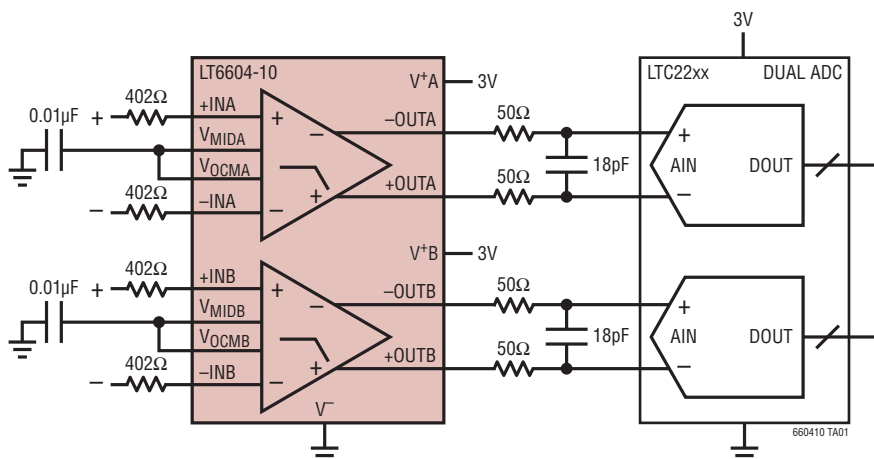 3V
LT6604-10
LTC22xx
DUAL ADC
V+A
3V
402Ω
+INA
0.01µF
+
+
−
−OUTA
50Ω
+
VMIDA
VOCMA
18pF
AIN
DOUT
402Ω
+
+OUTA
50Ω
−
−
−INA
−
V+B
3V
402Ω
+INB
0.01µF
+
+
−
−OUTB
50Ω
+
VMIDB
VOCMB
18pF
AIN
DOUT
402Ω
+
+OUTB
50Ω
−
−
−INB
−
V−
660410 TA01